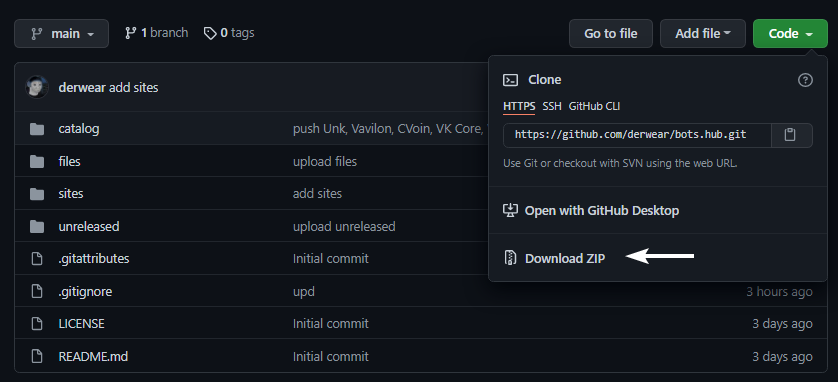 main
1 branch
0 tags
Go to file
Add file
Code
derwear add sites
catalog
push Unk, Vavilon, CVoin, VK Core,
files
upload files
sites
add sites
unreleased
upload unreleased
.gitattributes
Initial commit
.gitignore
upd
3 hours ago
LICENSE
Initial commit
3 days ago
README.md
Initial commit
3 days ago
Clone
HTTPS SSH GitHub CLI
https://github.com/derwear/bots.hub.git
Use Git or checkout with SVN using the web URL.
Open with GitHub Desktop
Download ZIP